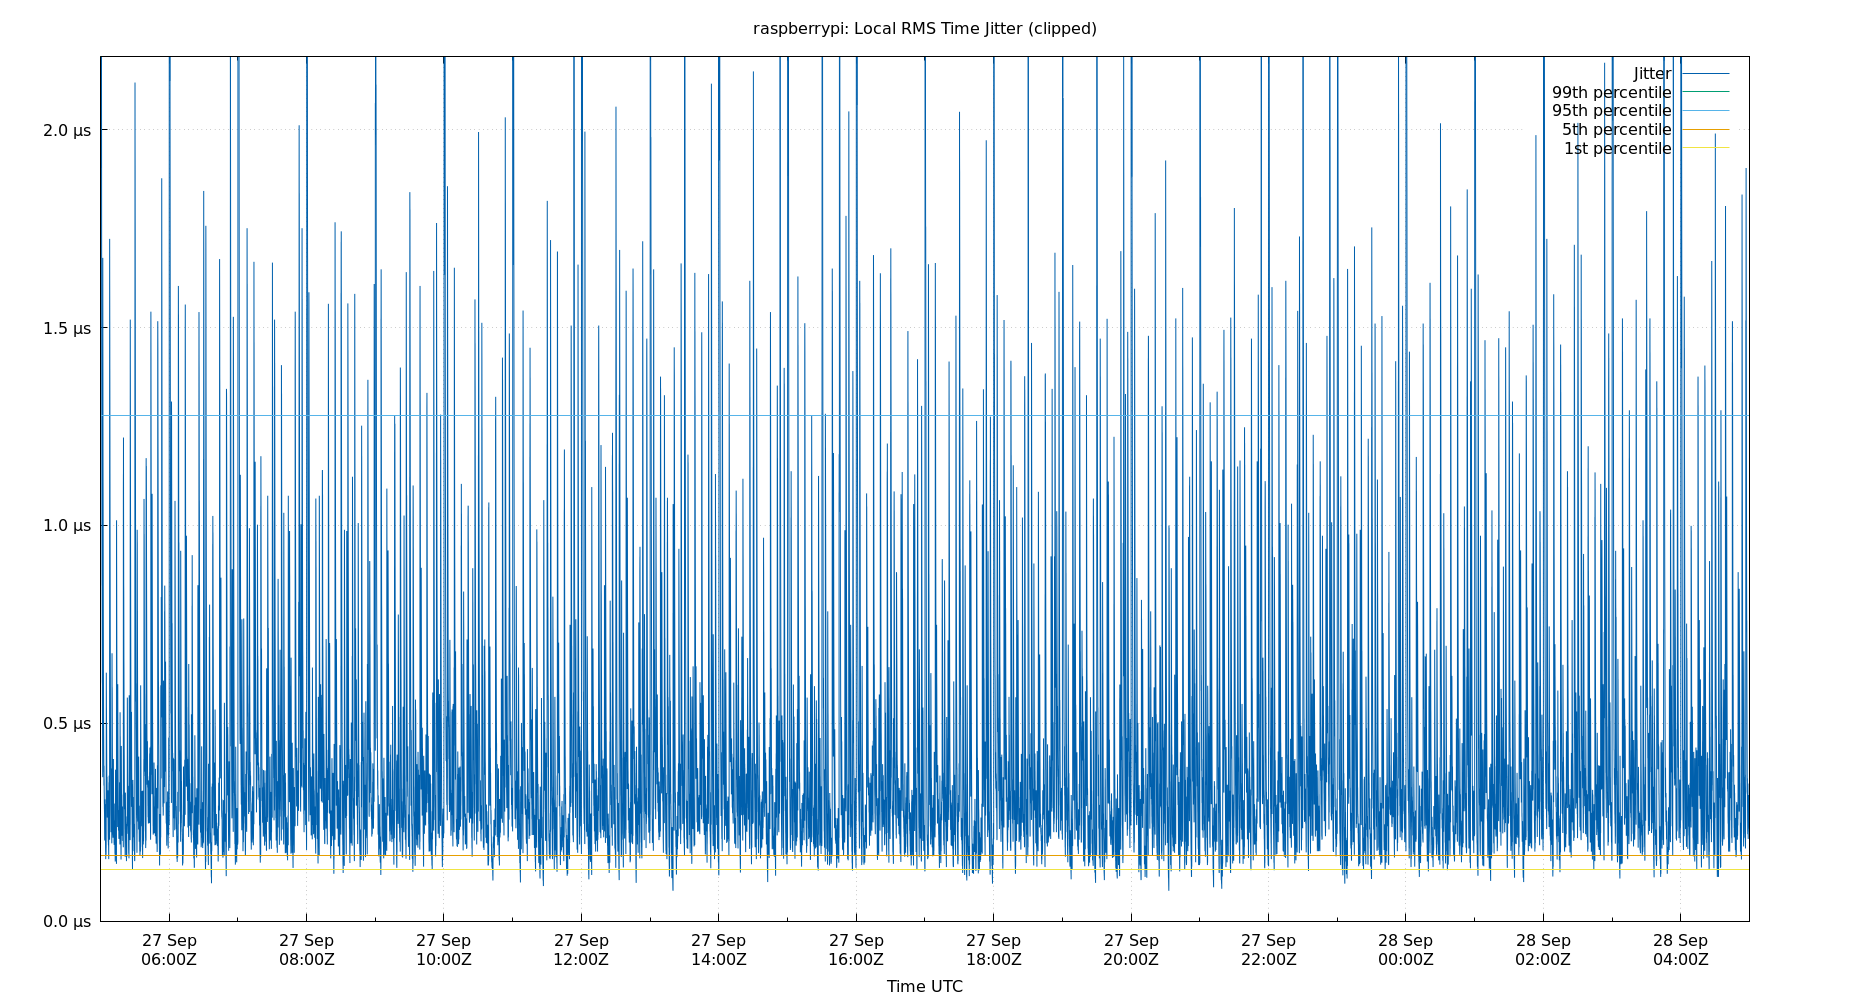 raspberrypi: Local RMS Time Jitter (clipped)
Jitter
99th percentile
95th percentile
5th percentile
1st percentile
2.0 μs
1.5 μs
1.0 μs
0.5 μs
0.0 μs
27 Sep 27 Sep 27 Sep 27 Sep 27 Sep 27 Sep 27 Sep 27 Sep 27 Sep 28 Sep 28 Sep 28 Sep
06:00Z 08:00Z 10:00Z 12:00Z 14:00Z 16:00Z 18:00Z 20:00Z 22:00Z 00:00Z 02:00Z 04:00Z
Time UTC